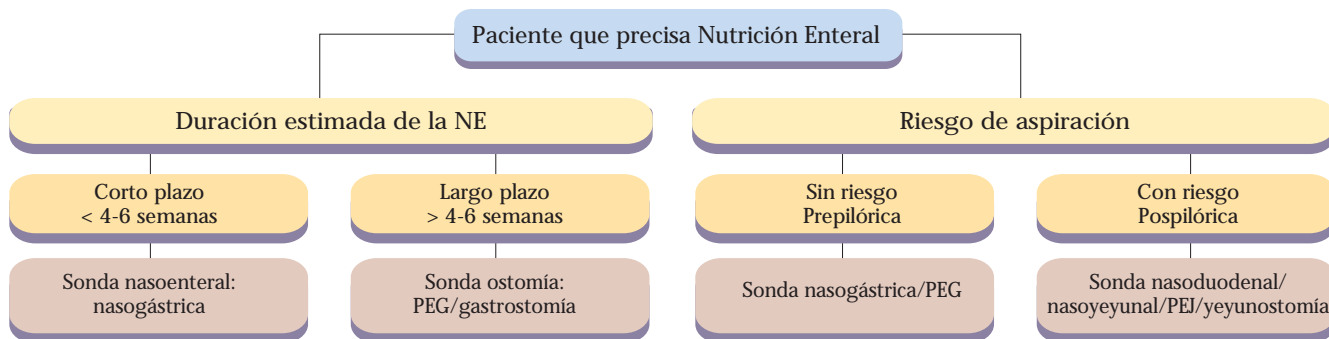 Paciente que precisa Nutrición Enteral
Duración estimada de la NE
Riesgo de aspiración
Corto plazo
< 4-6 semanas
Largo plazo
> 4-6 semanas
Sin riesgo
Prepilórica
Con riesgo
Pospilórica
Sonda nasoenteral:
nasogástrica
Sonda ostomía:
PEG/gastrostomía
Sonda nasogástrica/PEG
Sonda nasoduodenal/
nasoyeyunal/PEJ/yeyunostomía